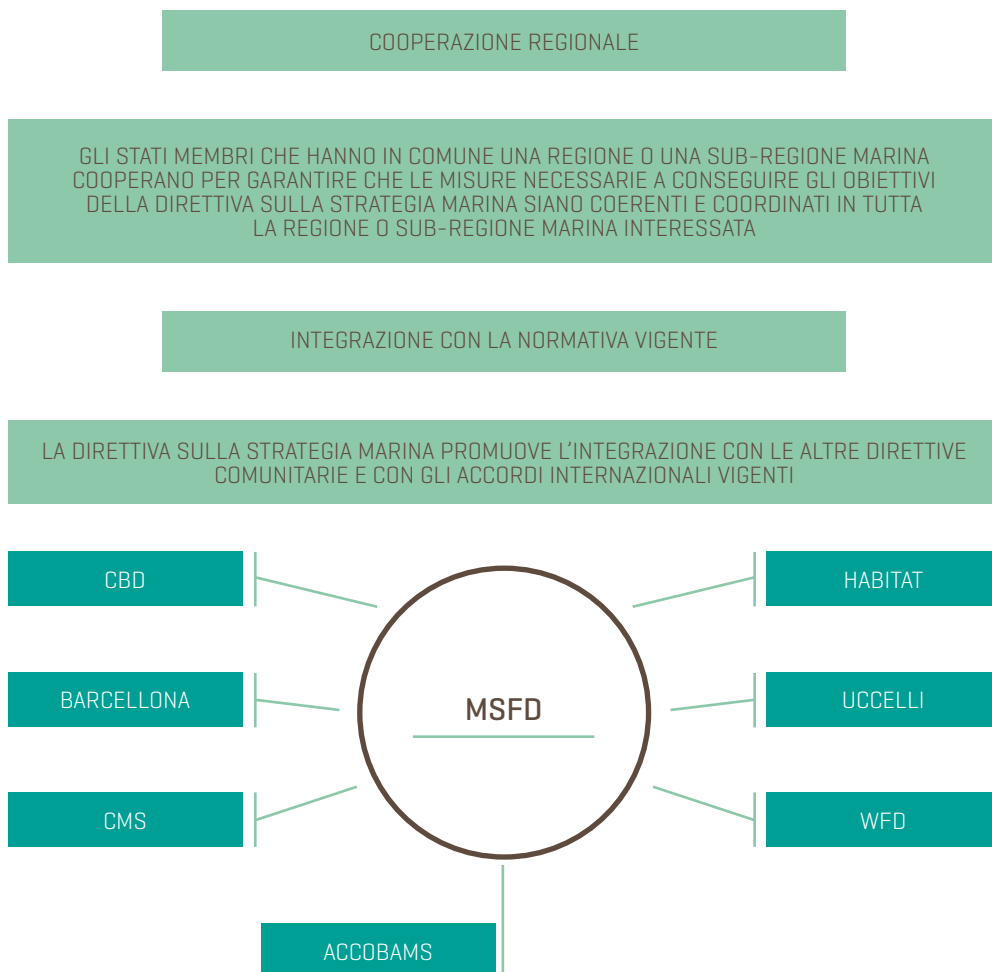 COOPERAZIONE REGIONALE
GLI STATI MEMBRI CHE HANNO IN COMUNE UNA REGIONE O UNA SUB-REGIONE MARINA
COOPERANO PER GARANTIRE CHE LE MISURE NECESSARIE A CONSEGUIRE GLI OBIETTIVI
DELLA DIRETTIVA SULLA STRATEGIA MARINA SIANO COERENTI E COORDINATI IN TUTTA
LA REGIONE O SUB-REGIONE MARINA INTERESSATA
INTEGRAZIONE CON LA NORMATIVA VIGENTE
LA DIRETTIVA SULLA STRATEGIA MARINA PROMUOVE L'INTEGRAZIONE CON LE ALTRE DIRETTIVE
COMUNITARIE E CON GLI ACCORDI INTERNAZIONALI VIGENTI
CBD
HABITAT
BARCELLONA
MSFD
UCCELLI
CMS
WFD
ACCOBAMS